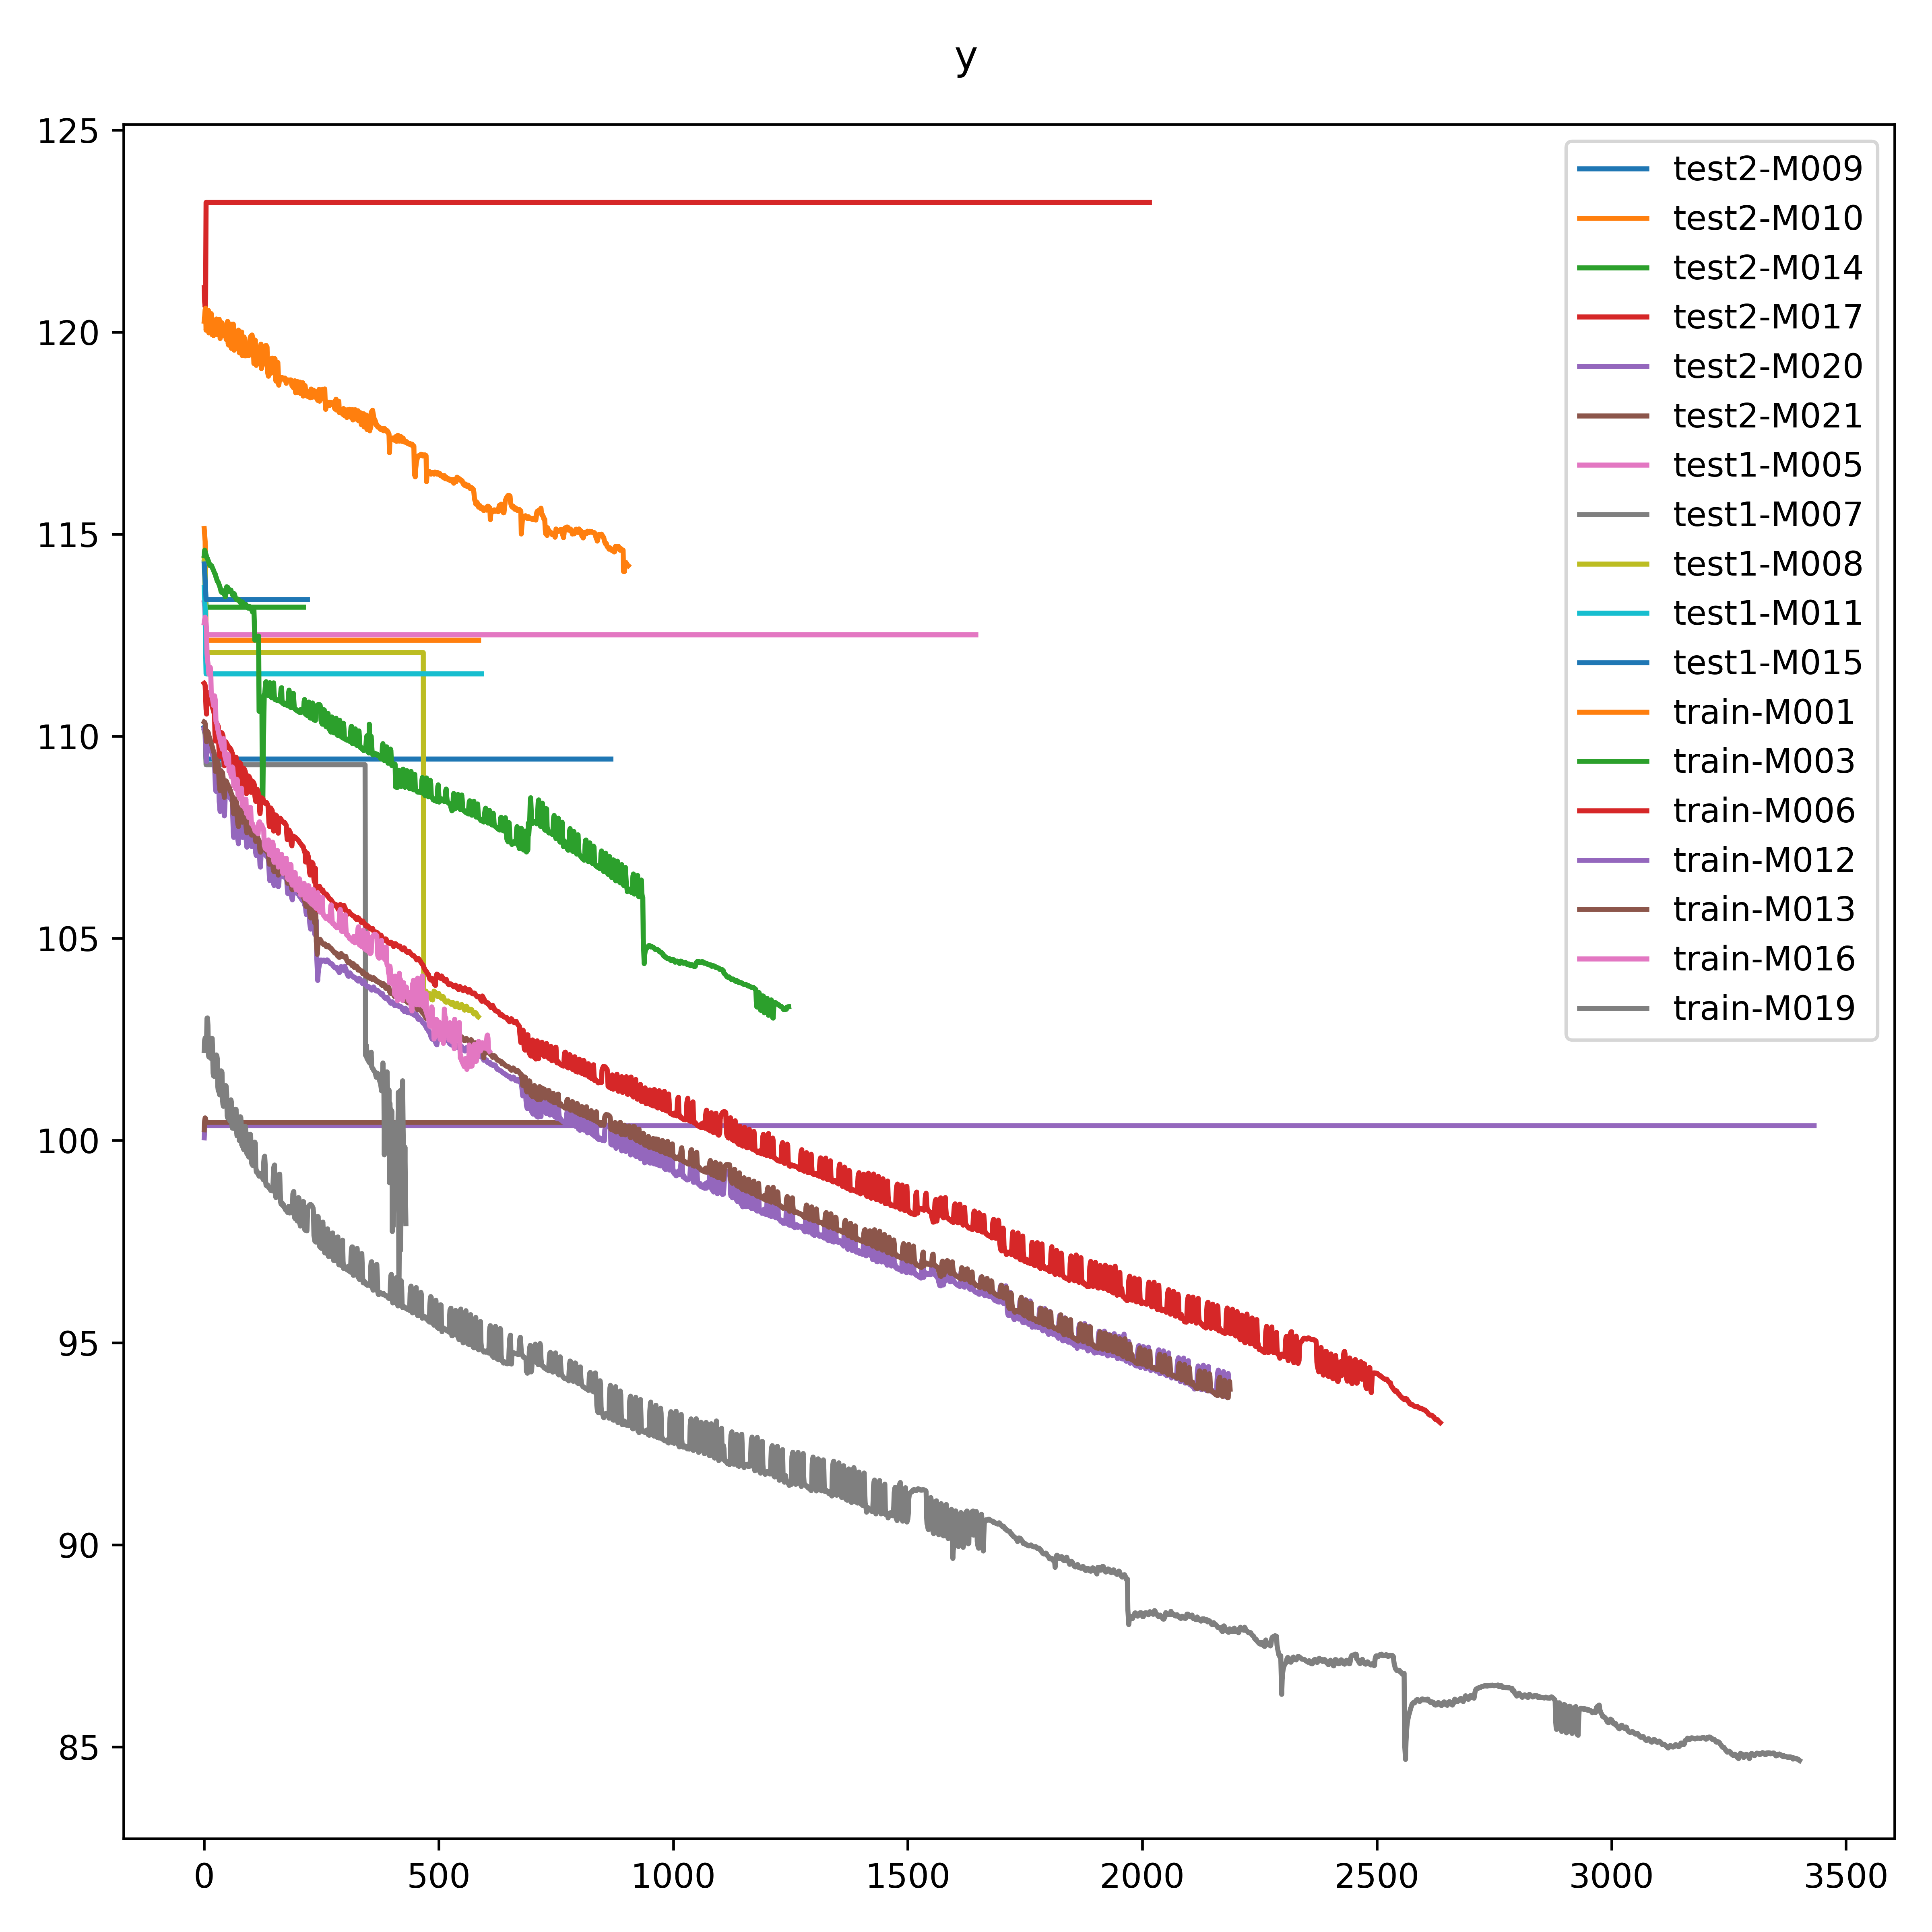 y
125
120
115
110
105
100
95
90
85
0 500 1000 1500 2000 2500 3000 3500
test2-M009
test2-M010
test2-M014
test2-M017
test2-M020
test2-M021
test1-M005
test1-M007
test1-M008
test1-M011
test1-M015
train-M001
train-M003
train-M006
train-M012
train-M013
train-M016
train-M019